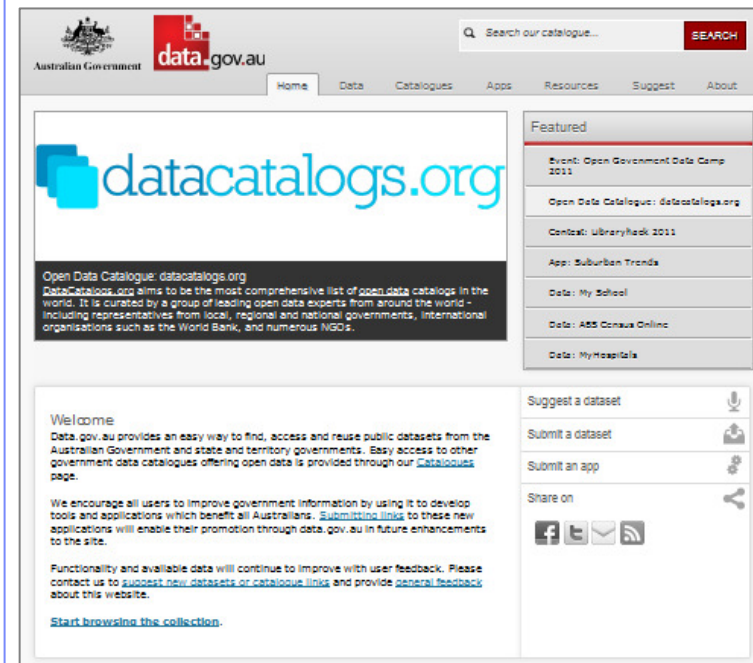 Australian Government
data.gov.au
Search our catalogue...
SEARCH
Home Data Catalogues Apps Resources Suggest About
datacatalogs.org
Open Data Catalogue: datacatalogs.org
DataCatalogs.org aims to be the most comprehensive list of open data catalogs in the
world. It is curated by a group of leading open data experts from around the world -
including representatives from local, regional and national governments, international
organisations such as the World Bank, and numerous NGOs.
Featured
Event: Open Government Data Camp
2011
Open Data Catalogue: datacatalogs.org
Contest: Libraryhack 2011
App: Suburban Trends
Data: My School
Data: ABS Census Online
Data: MyHospitals
Welcome
Data.gov.au provides an easy way to find, access and reuse public datasets from the
Australian Government and state and territory governments. Easy access to other
government data catalogues offering open data is provided through our Catalogues
page.
We encourage all users to improve government information by using it to develop
tools and applications which benefit all Australians. Submitting links to these new
applications will enable their promotion through data.gov.au in future enhancements
to the site.
Functionality and available data will continue to improve with user feedback. Please
contact us to suggest new datasets or catalogue links and provide general feedback
about this website.
Start browsing the collection.
Suggest a dataset
Submit a dataset
Submit an app
Share on